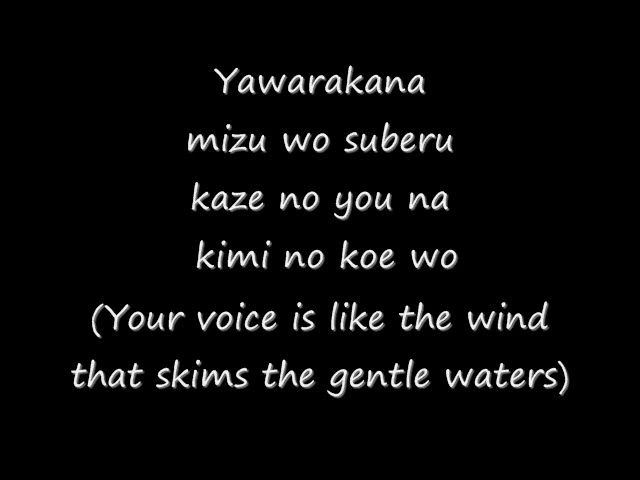 Yawarakana
mizu wo suberu
kaze no you na
kimi no koe wo
(Your voice is like the wind
that skims the gentle waters)